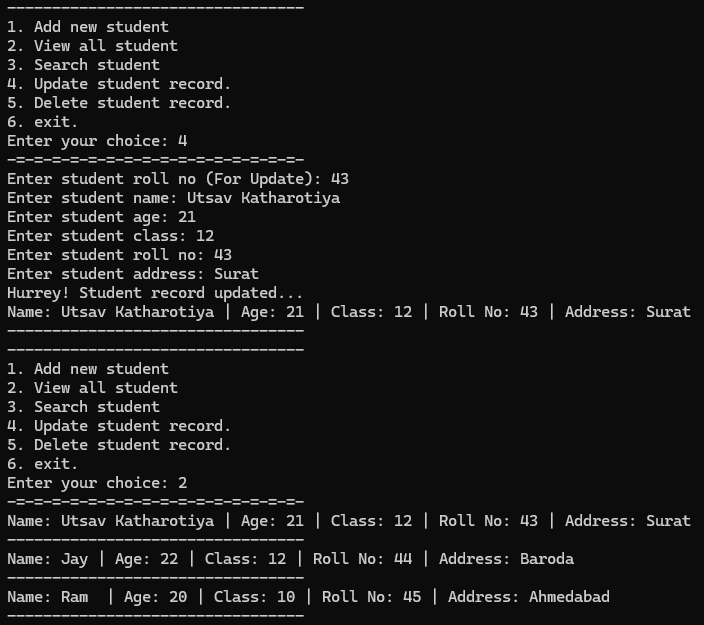 ---------------------------------
1. Add new student
2. View all student
3. Search student
4. Update student record.
5. Delete student record.
6. exit.
Enter your choice: 4
-=-=-=-=-=-=-=-=-=-=-=-=-=-=-=-=-
Enter student roll no (For Update): 43
Enter student name: Utsav Katharotiya
Enter student age: 21
Enter student class: 12
Enter student roll no: 43
Enter student address: Surat
Hurrey! Student record updated...
Name: Utsav Katharotiya | Age: 21 | Class: 12 | Roll No: 43 | Address: Surat
---------------------------------
---------------------------------
1. Add new student
2. View all student
3. Search student
4. Update student record.
5. Delete student record.
6. exit.
Enter your choice: 2
-=-=-=-=-=-=-=-=-=-=-=-=-=-=-=-=-
Name: Utsav Katharotiya | Age: 21 | Class: 12 | Roll No: 43 | Address: Surat
---------------------------------
Name: Jay | Age: 22 | Class: 12 | Roll No: 44 | Address: Baroda
---------------------------------
Name: Ram  | Age: 20 | Class: 10 | Roll No: 45 | Address: Ahmedabad
---------------------------------